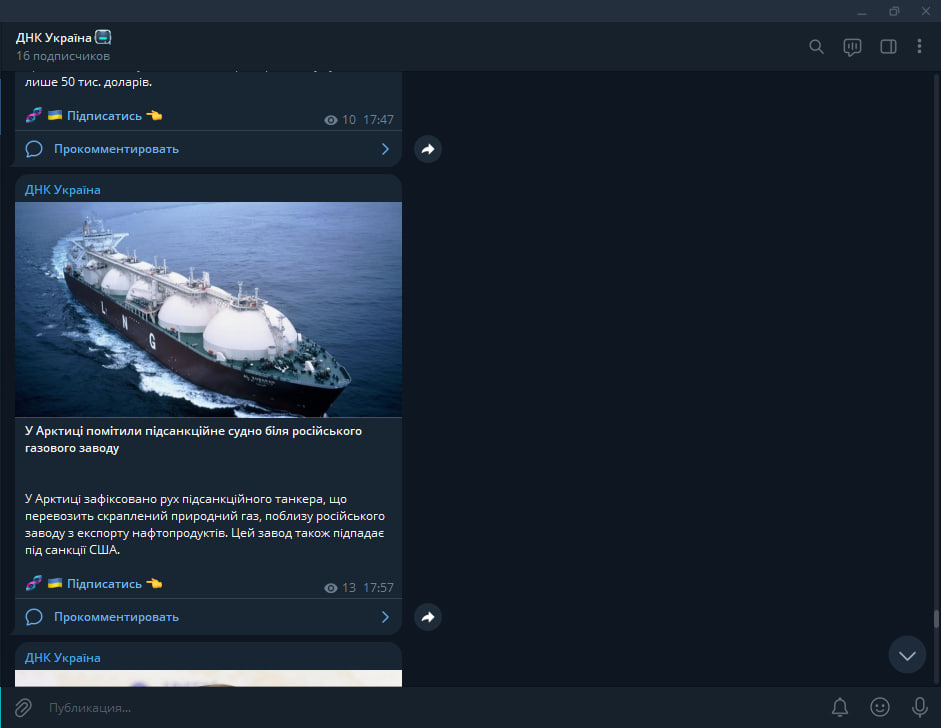 ДНК Україна
16 подписчиков
лише 50 тис. доларів.
Підписатись
10 17:47
Прокомментировать
ДНК Україна
L N G
У Арктиці помітили підсанкційне судно біля російського
газового заводу
У Арктиці зафіксовано рух підсанкційного танкера, що
перевозить скраплений природний газ, поблизу російського
заводу з експорту нафтопродуктів. Цей завод також підпадає
під санкції США.
Підписатись
13 17:57
Прокомментировать
ДНК Україна
Публикация...